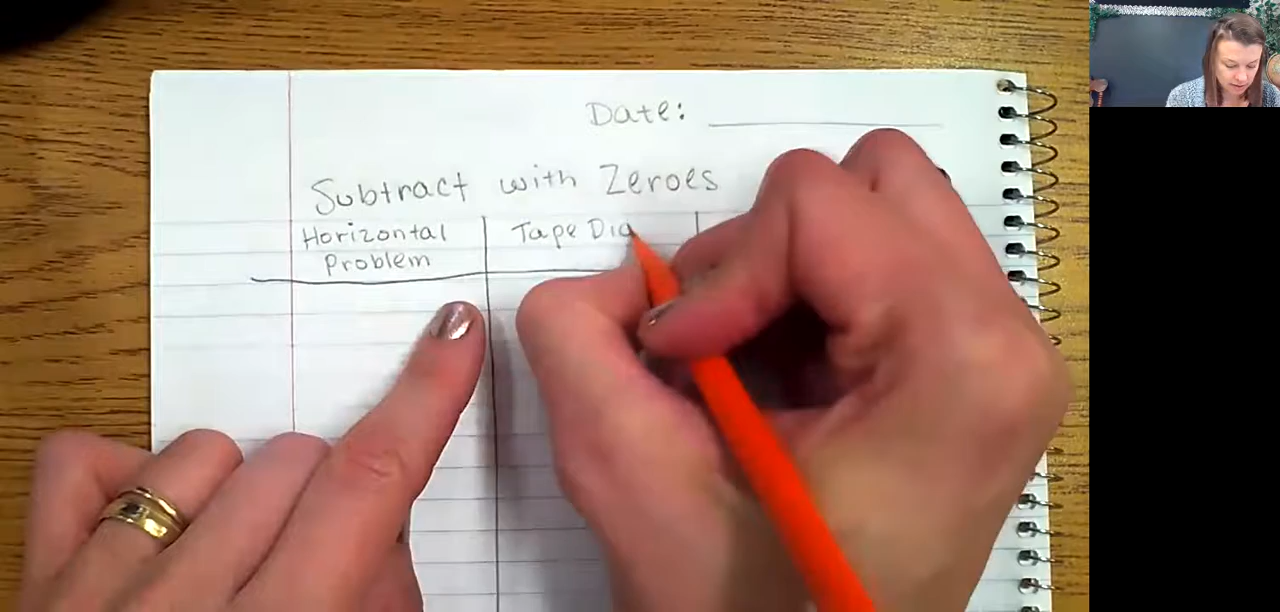 Date:
Subtract with Zeroes
Horizontal Problem
Tape Dia